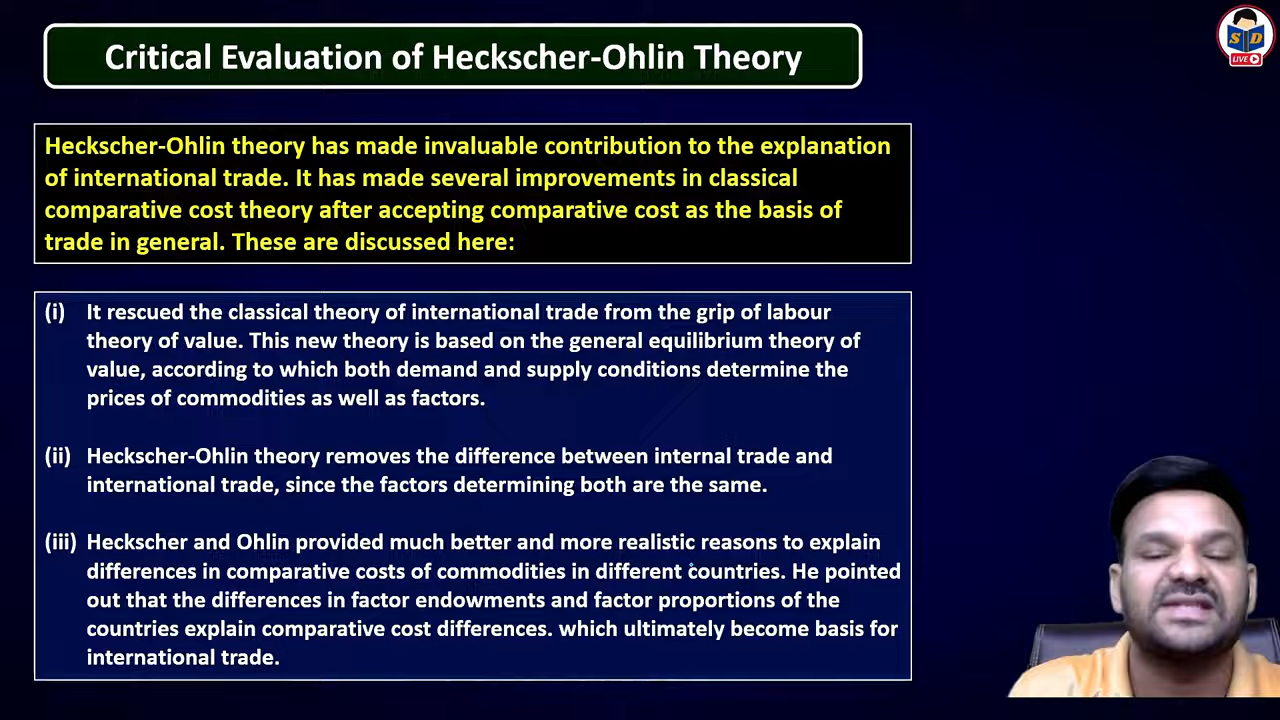 Critical Evaluation of Heckscher-Ohlin Theory
S D
LIVE
Heckscher-Ohlin theory has made invaluable contribution to the explanation
of international trade. It has made several improvements in classical
comparative cost theory after accepting comparative cost as the basis of
trade in general. These are discussed here:
(i) It rescued the classical theory of international trade from the grip of labour
theory of value. This new theory is based on the general equilibrium theory of
value, according to which both demand and supply conditions determine the
prices of commodities as well as factors.
(ii) Heckscher-Ohlin theory removes the difference between internal trade and
international trade, since the factors determining both are the same.
(iii) Heckscher and Ohlin provided much better and more realistic reasons to explain
differences in comparative costs of commodities in different countries. He pointed
out that the differences in factor endowments and factor proportions of the
countries explain comparative cost differences. which ultimately become basis for
international trade.